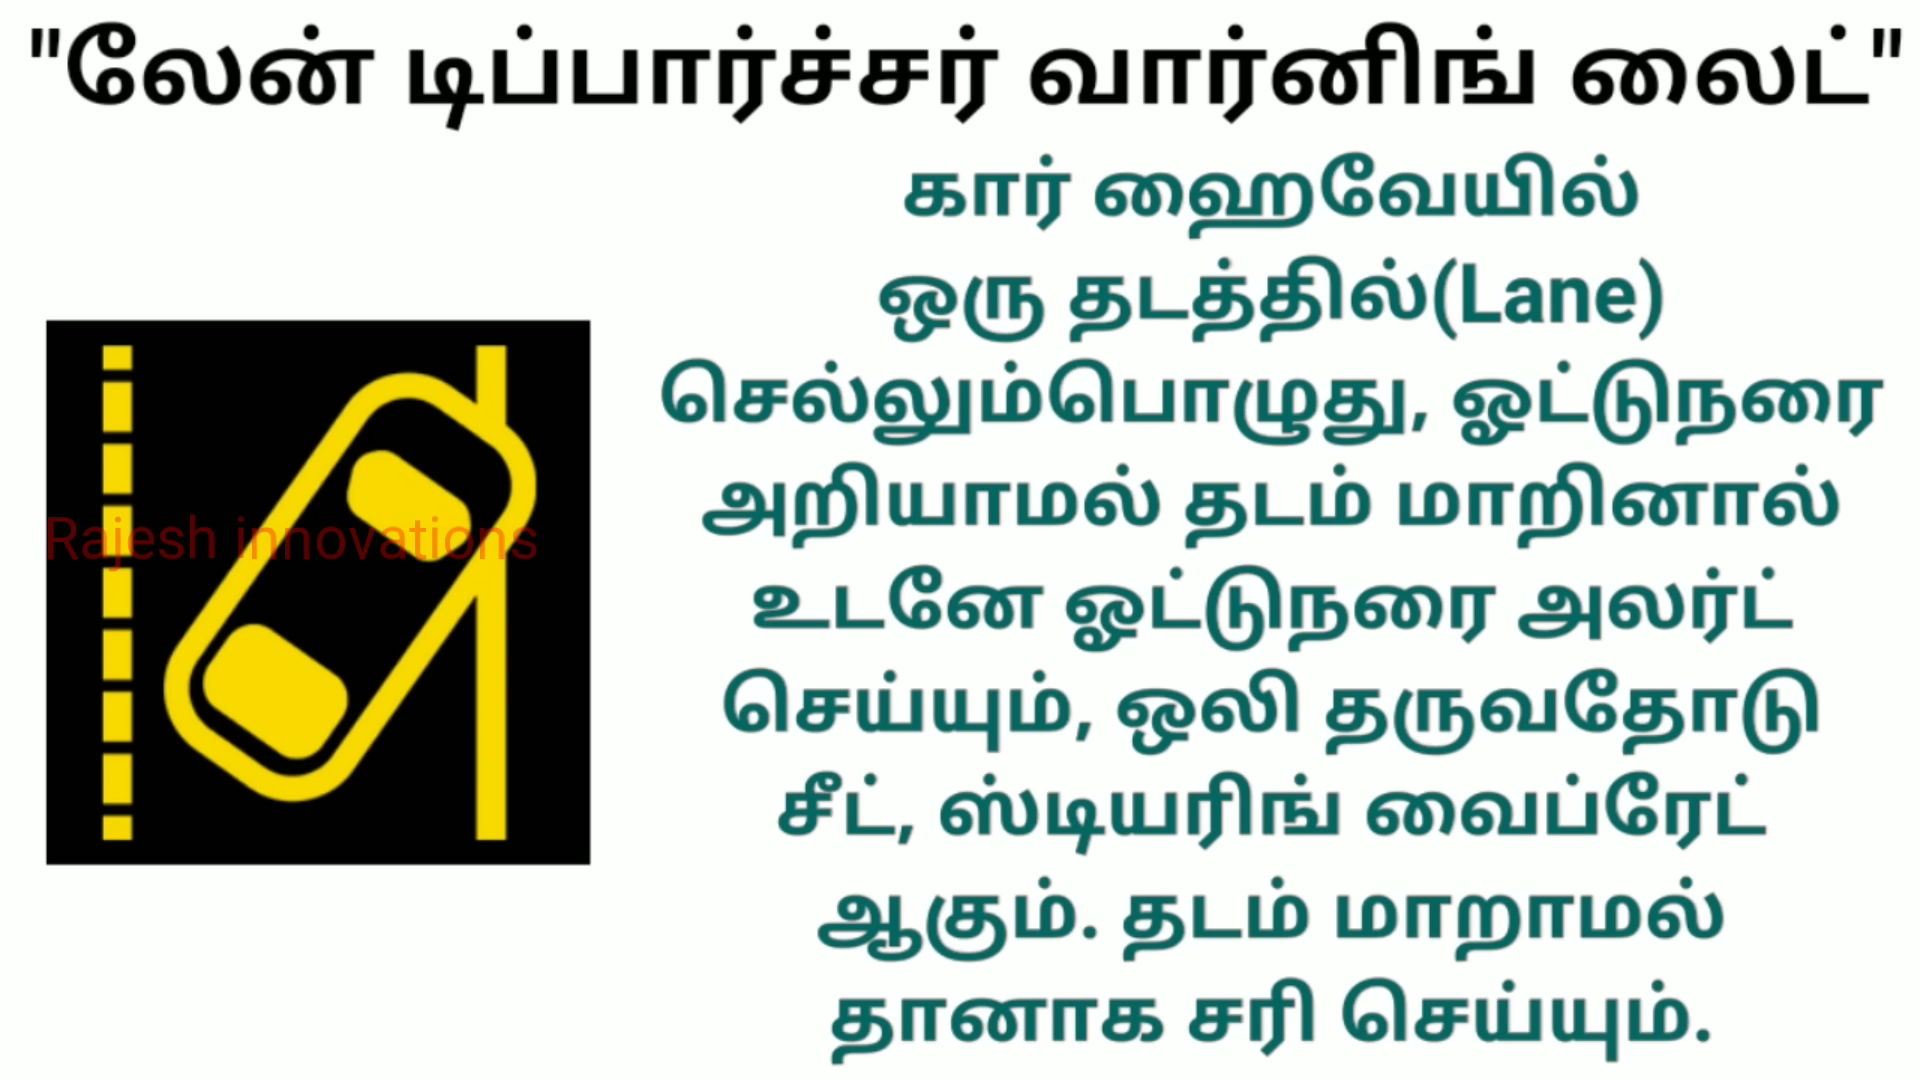 "லேன் டிப்பார்ச்சர் வார்னிங் லைட்"
கார் ஹைவேயில்
ஒரு தடத்தில்(Lane)
செல்லும்பொழுது, ஓட்டுநரை
அறியாமல் தடம் மாறினால்
உடனே ஓட்டுநரை அலர்ட்
செய்யும், ஒலி தருவதோடு
சீட், ஸ்டியரிங் வைப்ரேட்
ஆகும். தடம் மாறாமல்
தானாக சரி செய்யும்.
Rajesh innovations